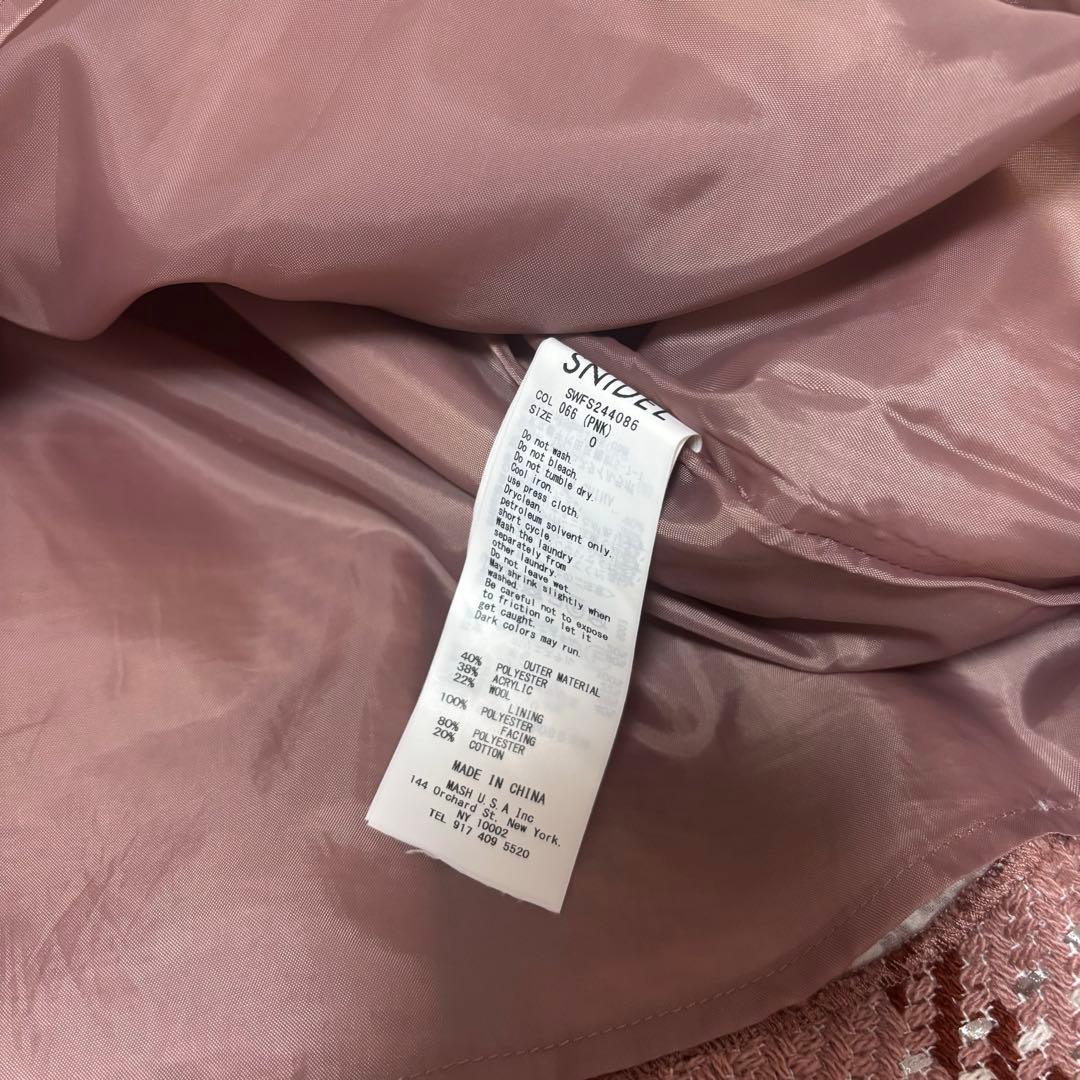 SNIDEL
SWFS244086
COL 066 (PNK)
SIZE 0
Do not wash.
Do not bleach.
Do not tumble dry.
Cool iron.
use press cloth.
Dryclean.
petroleum solvent only.
short cycle.
Wash the laundry
separately from
other laundry.
Do not leave wet.
May shrink slightly when
washed.
Be careful not to expose
to friction or let it
get caught.
Dark colors may run.
OUTER MATERIAL
40% POLYESTER
38% ACRYLIC
22% WOOL
LINING
100% POLYESTER
FACING
80% POLYESTER
20% COTTON
MADE IN CHINA
MASH U.S.A Inc
144 Orchard St. New York.
NY 10002
TEL 917 409 5520